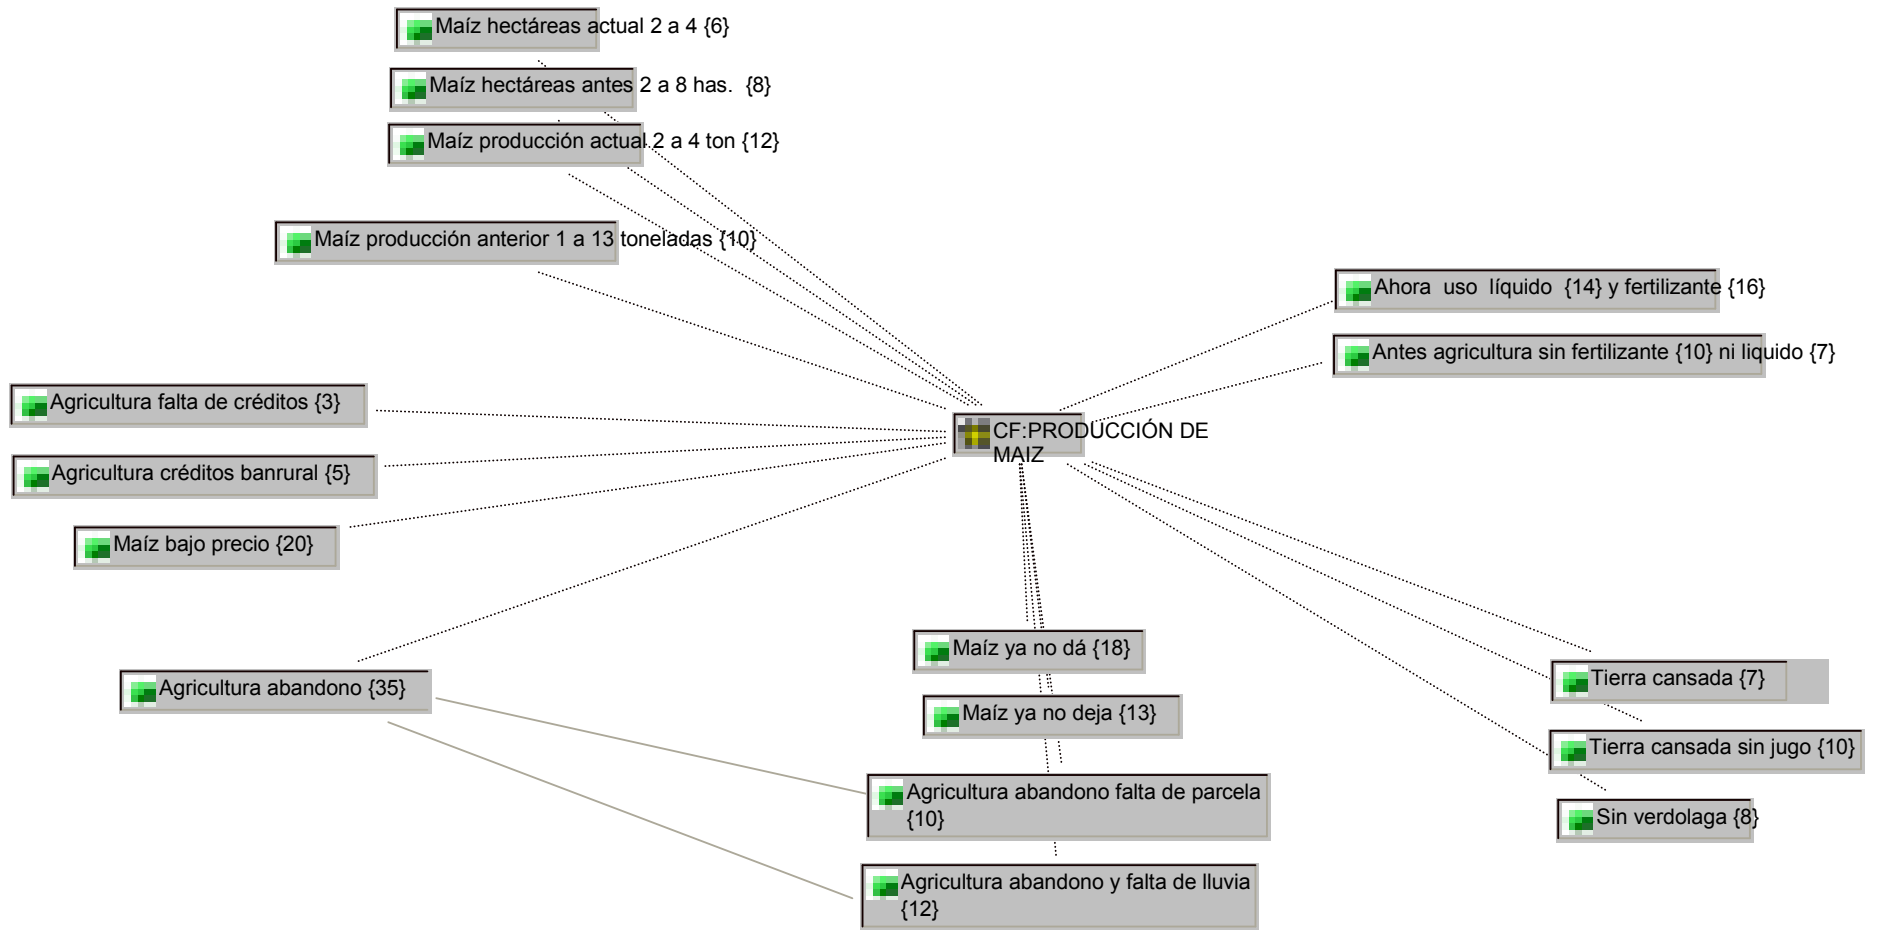 Maíz hectáreas actual 2 a 4 {6}
Maíz hectáreas antes 2 a 8 has.  {8}
Maíz producción actual 2 a 4 ton {12}
Maíz producción anterior 1 a 13 toneladas {10}
Ahora  uso  líquido  {14} y fertilizante {16}
Antes agricultura sin fertilizante {10} ni liquido {7}
Agricultura falta de créditos {3}
CF:PRODUCCIÓN DE
MAIZ
Agricultura créditos banrural {5}
Maíz bajo precio {20}
Maíz ya no dá {18}
Agricultura abandono {35}
Tierra cansada {7}
Maíz ya no deja {13}
Tierra cansada sin jugo {10}
Agricultura abandono falta de parcela
{10}
Sin verdolaga {8}
Agricultura abandono y falta de lluvia
{12}